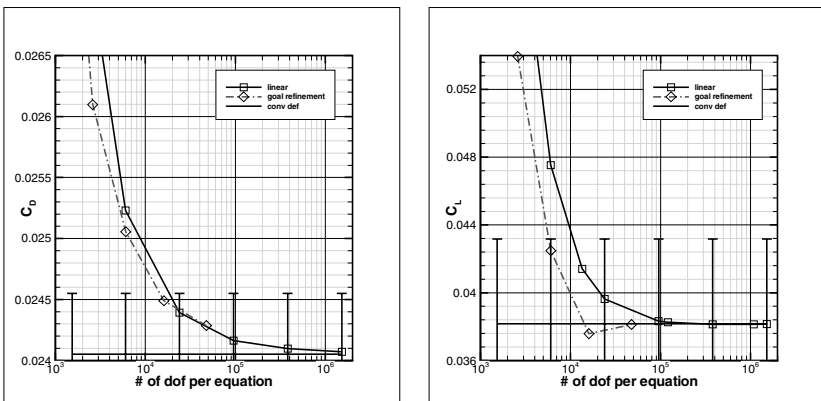 0.0265
0.026
0.0255
0.025
0.0245
0.024
C_D
10^3
10^4
10^5
10^6
# of dof per equation
linear
goal refinement
conv def
0.052
0.048
0.044
0.04
0.036
C_L
10^3
10^4
10^5
10^6
# of dof per equation
linear
goal refinement
conv def